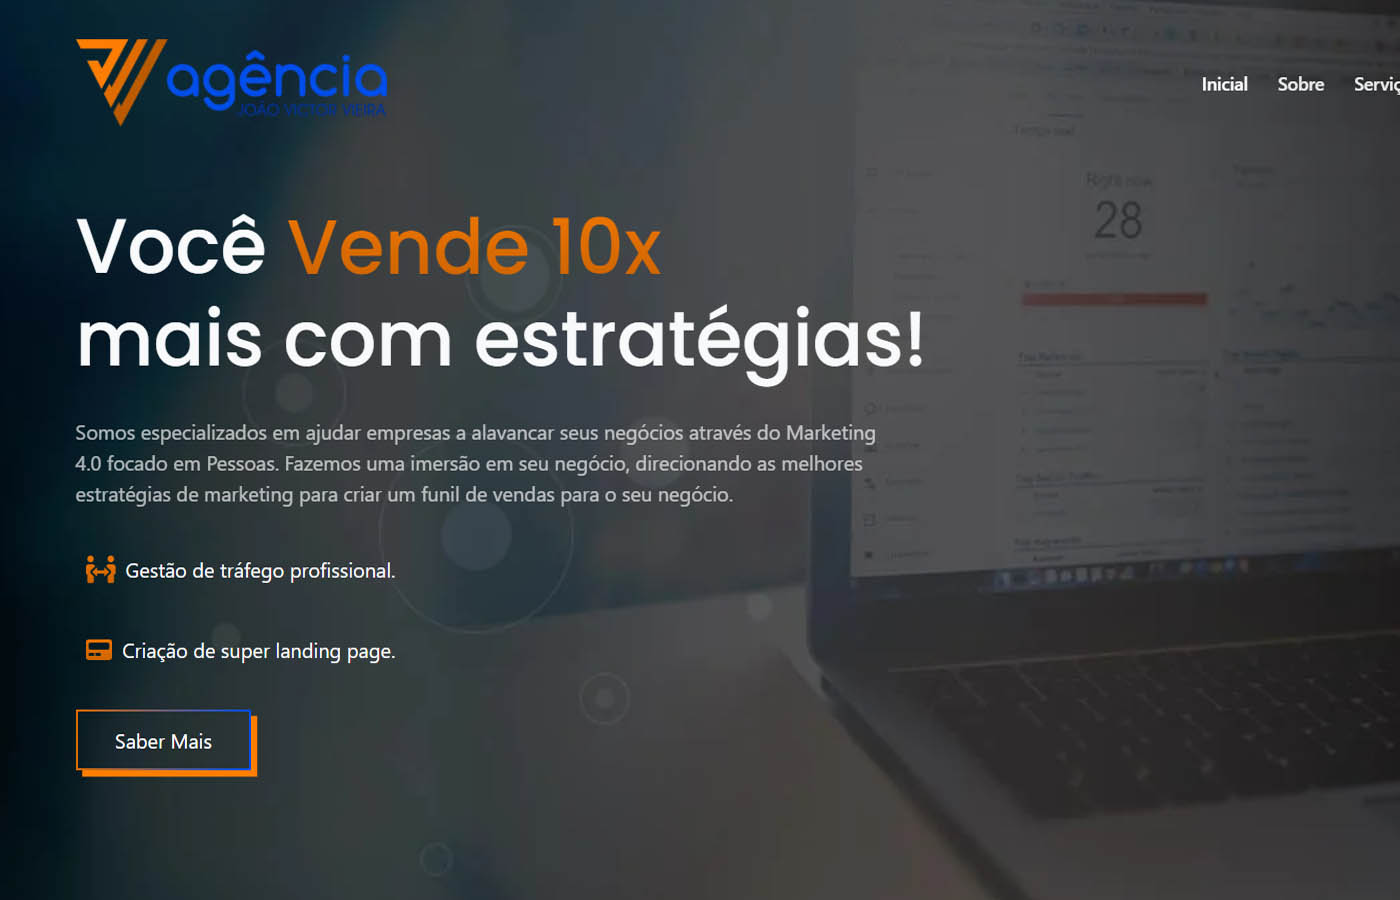 agência
JOÃO VICTOR VIEIRA
Inicial Sobre
Você Vende 10x
mais com estratégias!
Somos especializados em ajudar empresas a alavancar seus negócios através do Marketing
4.0 focado em Pessoas. Fazemos uma imersão em seu negócio, direcionando as melhores
estratégias de marketing para criar um funil de vendas para o seu negócio.
Gestão de tráfego profissional.
Criação de super landing page.
Saber Mais
Right now
28